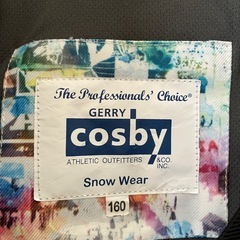 The Professionals' Choice®
GERRY
cosby
ATHLETIC OUTFITTERS &CO. INC.
Snow Wear
160